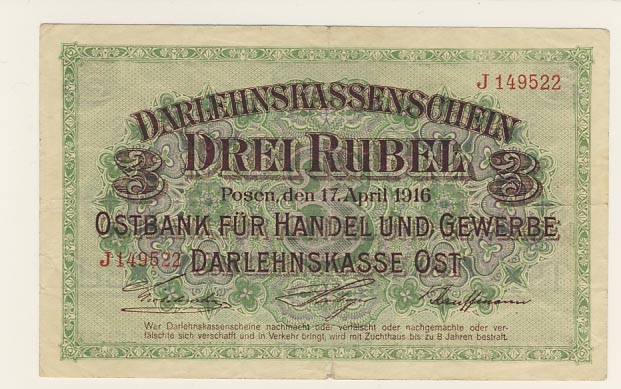 J 149522
DARLEHNSKASSENSCHEIN
3 DREI RUBEL 3
Posen, den 17. April 1916
OSTBANK FÜR HANDEL UND GEWERBE
J 149522 DARLEHNSKASSE OST
Kauffmann
Wer Darlehnskassenscheine nachmacht oder verfälscht oder nachgemachte oder ver-
fälschte sich verschafft und in Verkehr bringt, wird mit Zuchthaus bis zu 8 Jahren bestraft.